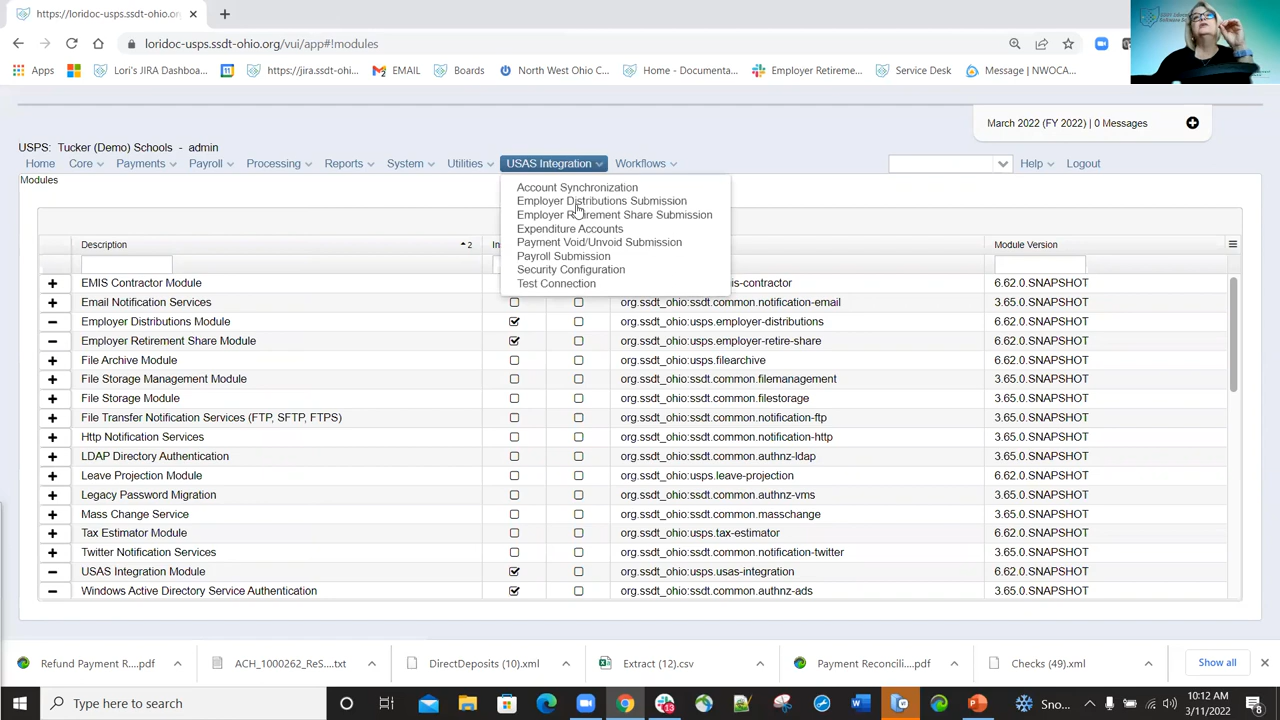 https://loridoc-usps.ssdt-ohio.org/vui/app#!modules
loridoc-usps.ssdt-ohio.org/vui/app#!modules
Apps
Lori's JIRA Dashboa...
https://jira.ssdt-ohi...
EMAIL
Boards
North West Ohio C...
Home - Documenta...
Employer Retireme...
Service Desk
Message | NWOCA...
March 2022 (FY 2022) | 0 Messages
USPS: Tucker (Demo) Schools - admin
Home Core Payments Payroll Processing Reports System Utilities USAS Integration Workflows Help Logout
Modules
Account Synchronization
Employer Distributions Submission
Employer Retirement Share Submission
Expenditure Accounts
Payment Void/Unvoid Submission
Payroll Submission
Security Configuration
Test Connection
Description 2 In Module Version
EMIS Contractor Module is-contractor 6.62.0.SNAPSHOT
Email Notification Services org.ssdt_ohio:ssdt.common.notification-email 3.65.0.SNAPSHOT
Employer Distributions Module org.ssdt_ohio:usps.employer-distributions 6.62.0.SNAPSHOT
Employer Retirement Share Module org.ssdt_ohio:usps.employer-retire-share 6.62.0.SNAPSHOT
File Archive Module org.ssdt_ohio:usps.filearchive 6.62.0.SNAPSHOT
File Storage Management Module org.ssdt_ohio:ssdt.common.filemanagement 3.65.0.SNAPSHOT
File Storage Module org.ssdt_ohio:ssdt.common.filestorage 3.65.0.SNAPSHOT
File Transfer Notification Services (FTP, SFTP, FTPS) org.ssdt_ohio:ssdt.common.notification-ftp 3.65.0.SNAPSHOT
Http Notification Services org.ssdt_ohio:ssdt.common.notification-http 3.65.0.SNAPSHOT
LDAP Directory Authentication org.ssdt_ohio:ssdt.common.authnz-ldap 3.65.0.SNAPSHOT
Leave Projection Module org.ssdt_ohio:usps.leave-projection 6.62.0.SNAPSHOT
Legacy Password Migration org.ssdt_ohio:ssdt.common.authnz-vms 3.65.0.SNAPSHOT
Mass Change Service org.ssdt_ohio:ssdt.common.masschange 3.65.0.SNAPSHOT
Tax Estimator Module org.ssdt_ohio:usps.tax-estimator 6.62.0.SNAPSHOT
Twitter Notification Services org.ssdt_ohio:ssdt.common.notification-twitter 3.65.0.SNAPSHOT
USAS Integration Module org.ssdt_ohio:usps.usas-integration 6.62.0.SNAPSHOT
Windows Active Directory Service Authentication org.ssdt_ohio:ssdt.common.authnz-ads 3.65.0.SNAPSHOT
Refund Payment R....pdf
ACH_1000262_ReS....txt
DirectDeposits (10).xml
Extract (12).csv
Payment Reconcili....pdf
Checks (49).xml
Show all
Type here to search
13
Sno...
10:12 AM
3/11/2022
8